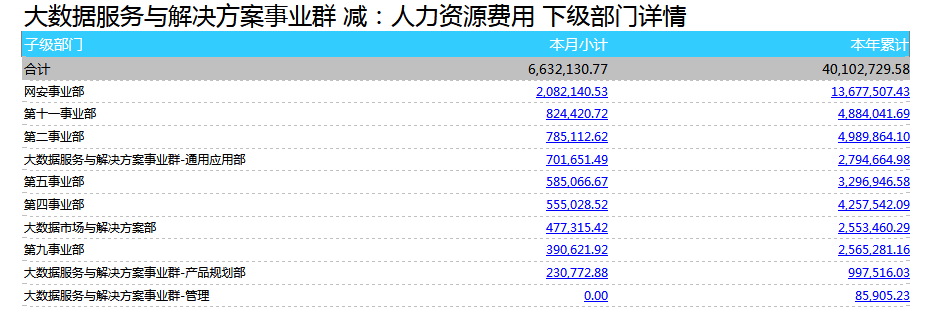 大数据服务与解决方案事业群 减：人力资源费用 下级部门详情
子级部门 本月小计 本年累计
合计 6,632,130.77 40,102,729.58
网安事业部 2,082,140.53 13,677,507.43
第十一事业部 824,420.72 4,884,041.69
第二事业部 785,112.62 4,989,864.10
大数据服务与解决方案事业群-通用应用部 701,651.49 2,794,664.98
第五事业部 585,066.67 3,296,946.58
第四事业部 555,028.52 4,257,542.09
大数据市场与解决方案部 477,315.42 2,553,460.29
第九事业部 390,621.92 2,565,281.16
大数据服务与解决方案事业群-产品规划部 230,772.88 997,516.03
大数据服务与解决方案事业群-管理 0.00 85,905.23